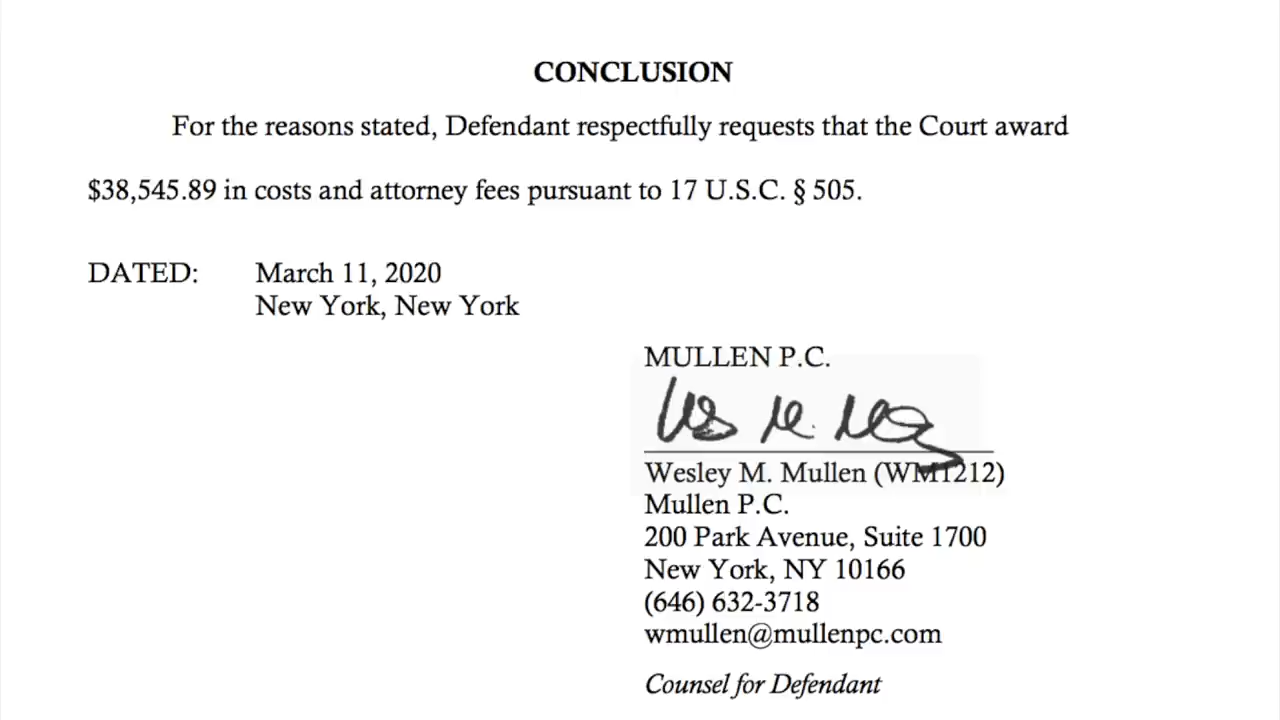 CONCLUSION
For the reasons stated, Defendant respectfully requests that the Court award
$38,545.89 in costs and attorney fees pursuant to 17 U.S.C. § 505.
DATED: March 11, 2020
New York, New York
MULLEN P.C.
Wesley M. Mullen (WM1212)
Mullen P.C.
200 Park Avenue, Suite 1700
New York, NY 10166
(646) 632-3718
wmullen@mullenpc.com
Counsel for Defendant